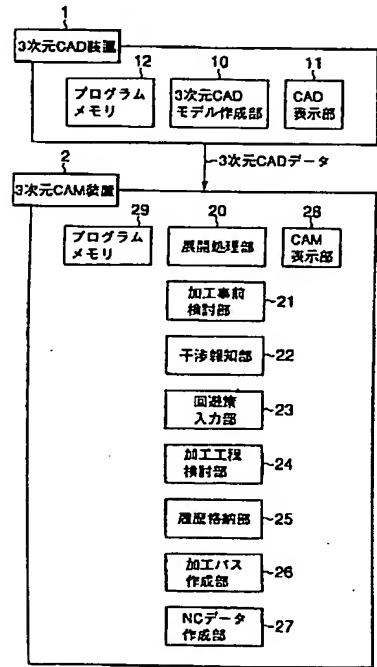 1
3次元CAD装置
12
10
11
プログラム
メモリ
3次元CAD
モデル作成部
CAD
表示部
3次元CADデータ
2
3次元CAM装置
29
20
28
プログラム
メモリ
展開処理部
CAM
表示部
加工事前
検討部
21
干渉報知部
22
回避策
入力部
23
加工工程
検討部
24
履歴格納部
25
加工パス
作成部
26
NCデータ
作成部
27